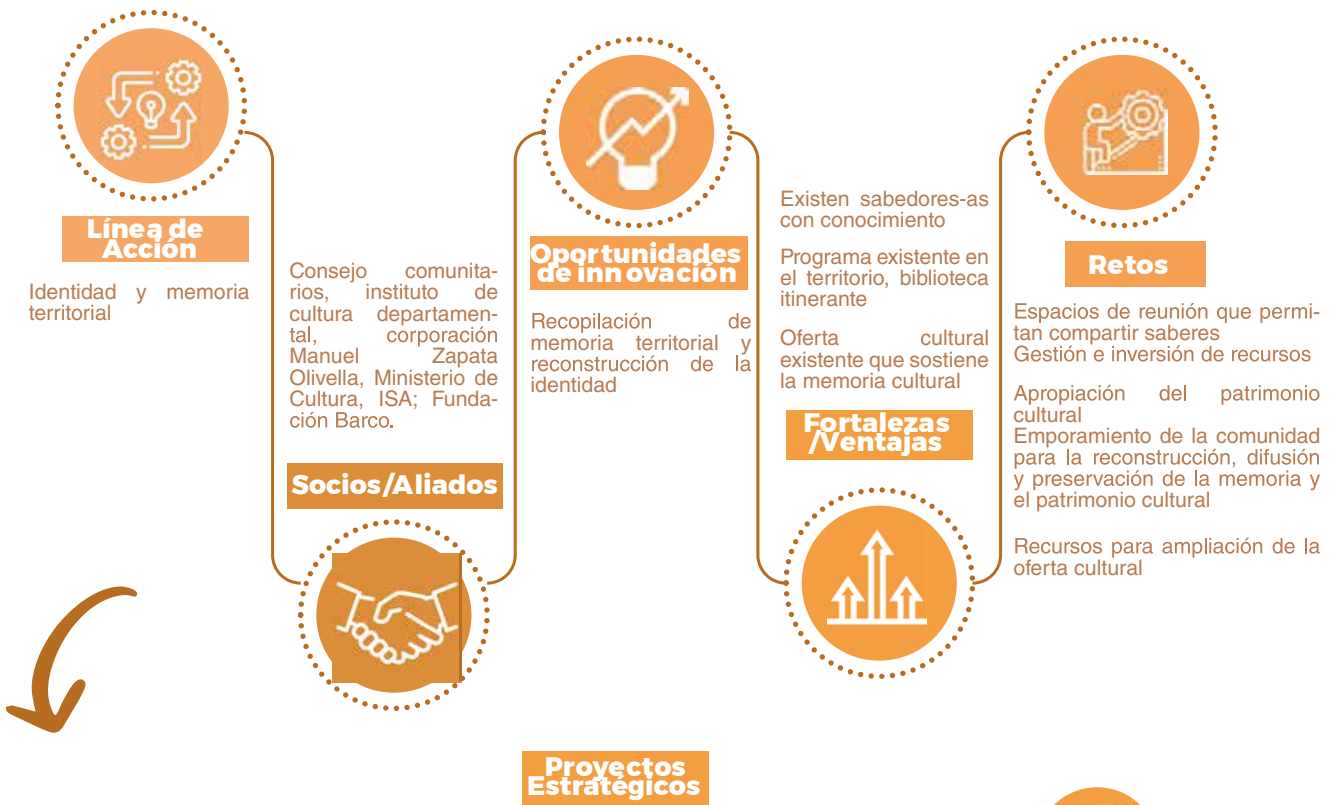 Línea de
Acción
Identidad y memoria
territorial
Consejo comunita-
rios, instituto de
cultura departamen-
tal, corporación
Manuel Zapata
Olivella, Ministerio de
Cultura, ISA; Funda-
ción Barco.
Socios/Aliados
Oportunidades
de innovación
Recopilación de
memoria territorial y
reconstrucción de la
identidad
Existen sabedores-as
con conocimiento
Programa existente en
el territorio, biblioteca
itinerante
Oferta cultural
existente que sostiene
la memoria cultural
Fortalezas
/Ventajas
Retos
Espacios de reunión que permi-
tan compartir saberes
Gestión e inversión de recursos
Apropiación del patrimonio
cultural
Emporamiento de la comunidad
para la reconstrucción, difusión
y preservación de la memoria y
el patrimonio cultural
Recursos para ampliación de la
oferta cultural
Proyectos
Estratégicos